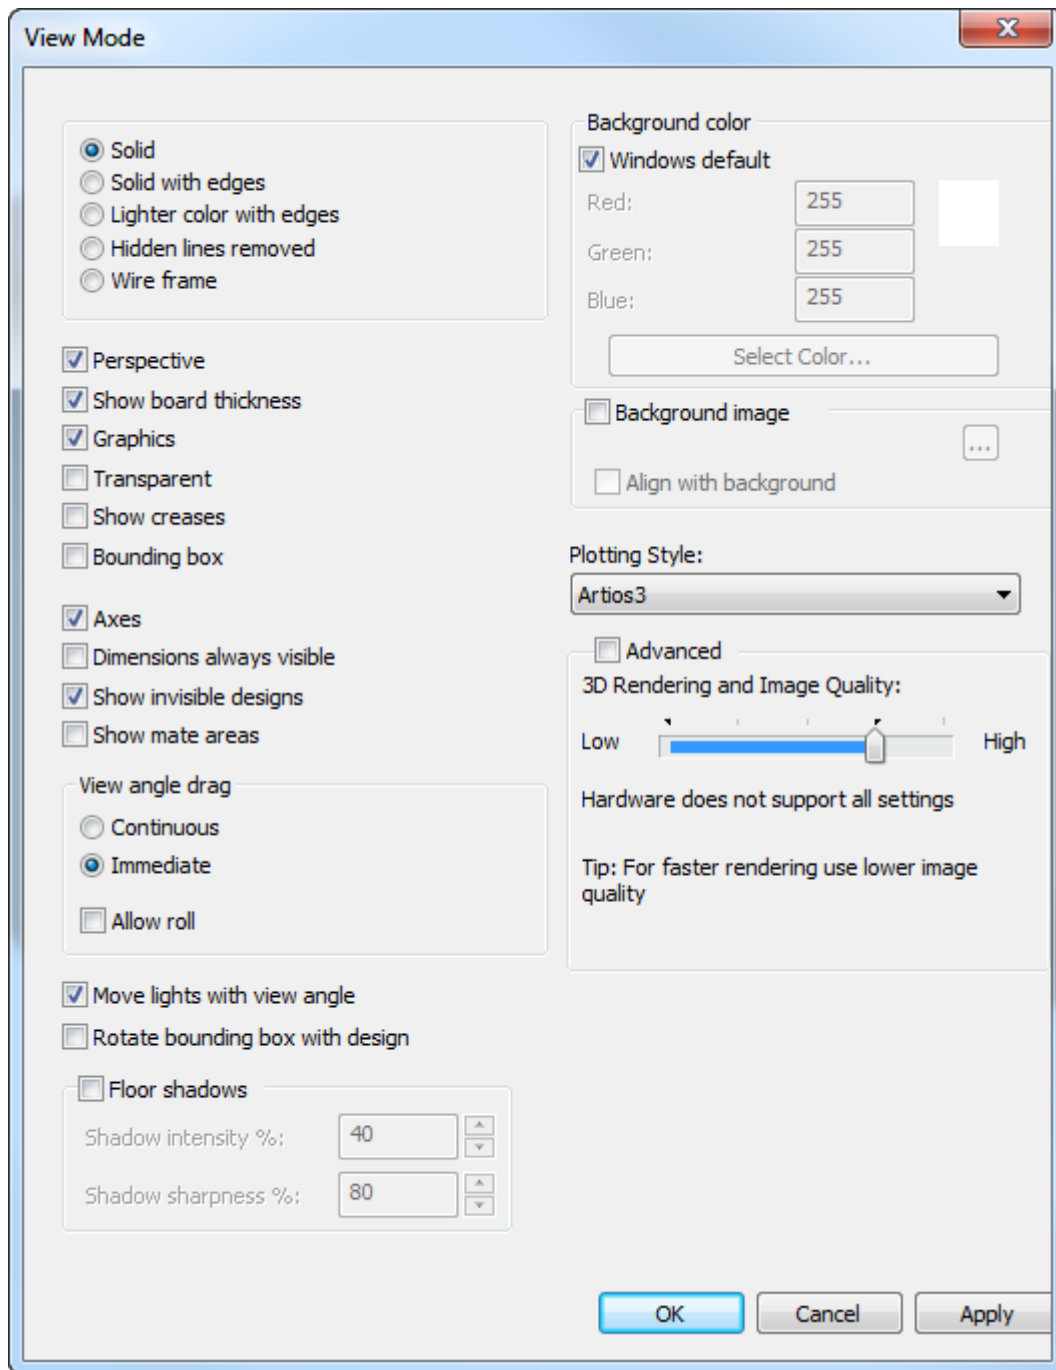 View Mode
Solid
Solid with edges
Lighter color with edges
Hidden lines removed
Wire frame
Perspective
Show board thickness
Graphics
Transparent
Show creases
Bounding box
Axes
Dimensions always visible
Show invisible designs
Show mate areas
View angle drag
Continuous
Immediate
Allow roll
Move lights with view angle
Rotate bounding box with design
Floor shadows
Shadow intensity %: 40
Shadow sharpness %: 80
Background color
Windows default
Red: 255
Green: 255
Blue: 255
Select Color...
Background image
...
Align with background
Plotting Style:
Artios3
Advanced
3D Rendering and Image Quality:
Low High
Hardware does not support all settings
Tip: For faster rendering use lower image
quality
OK Cancel Apply